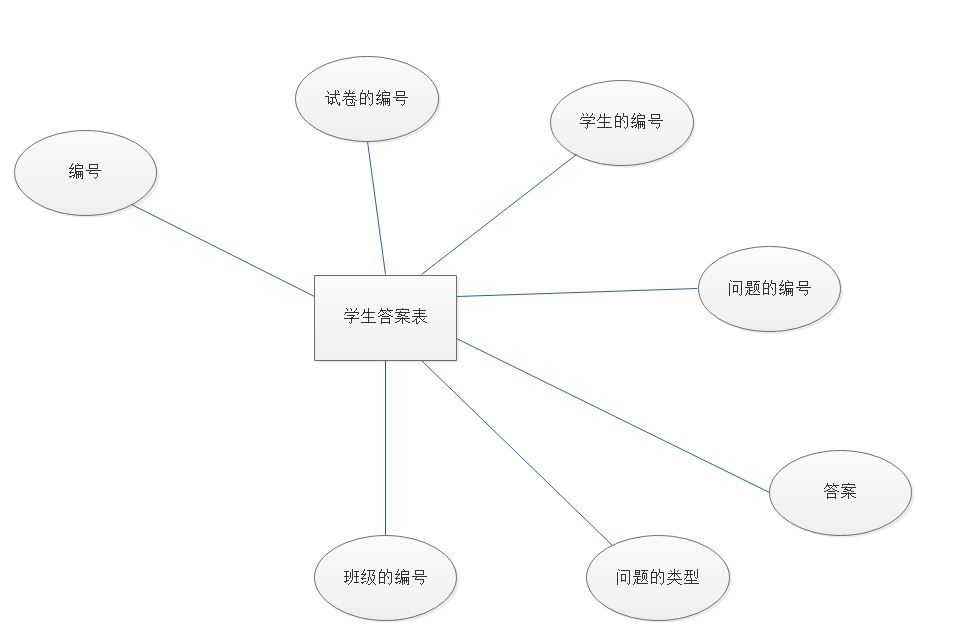 试卷的编号
学生的编号
编号
问题的编号
学生答案表
答案
班级的编号
问题的类型